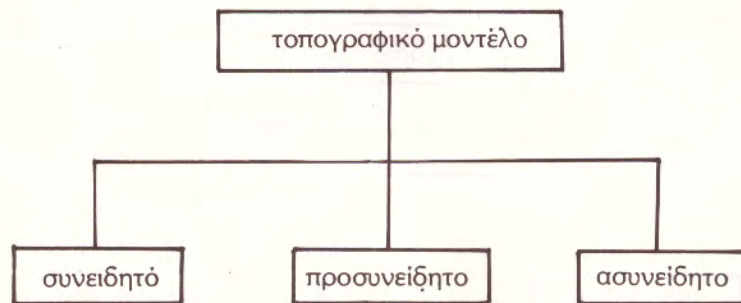 τοπογραφικό μοντέλο
συνειδητό
προσυνείδητο
ασυνείδητο